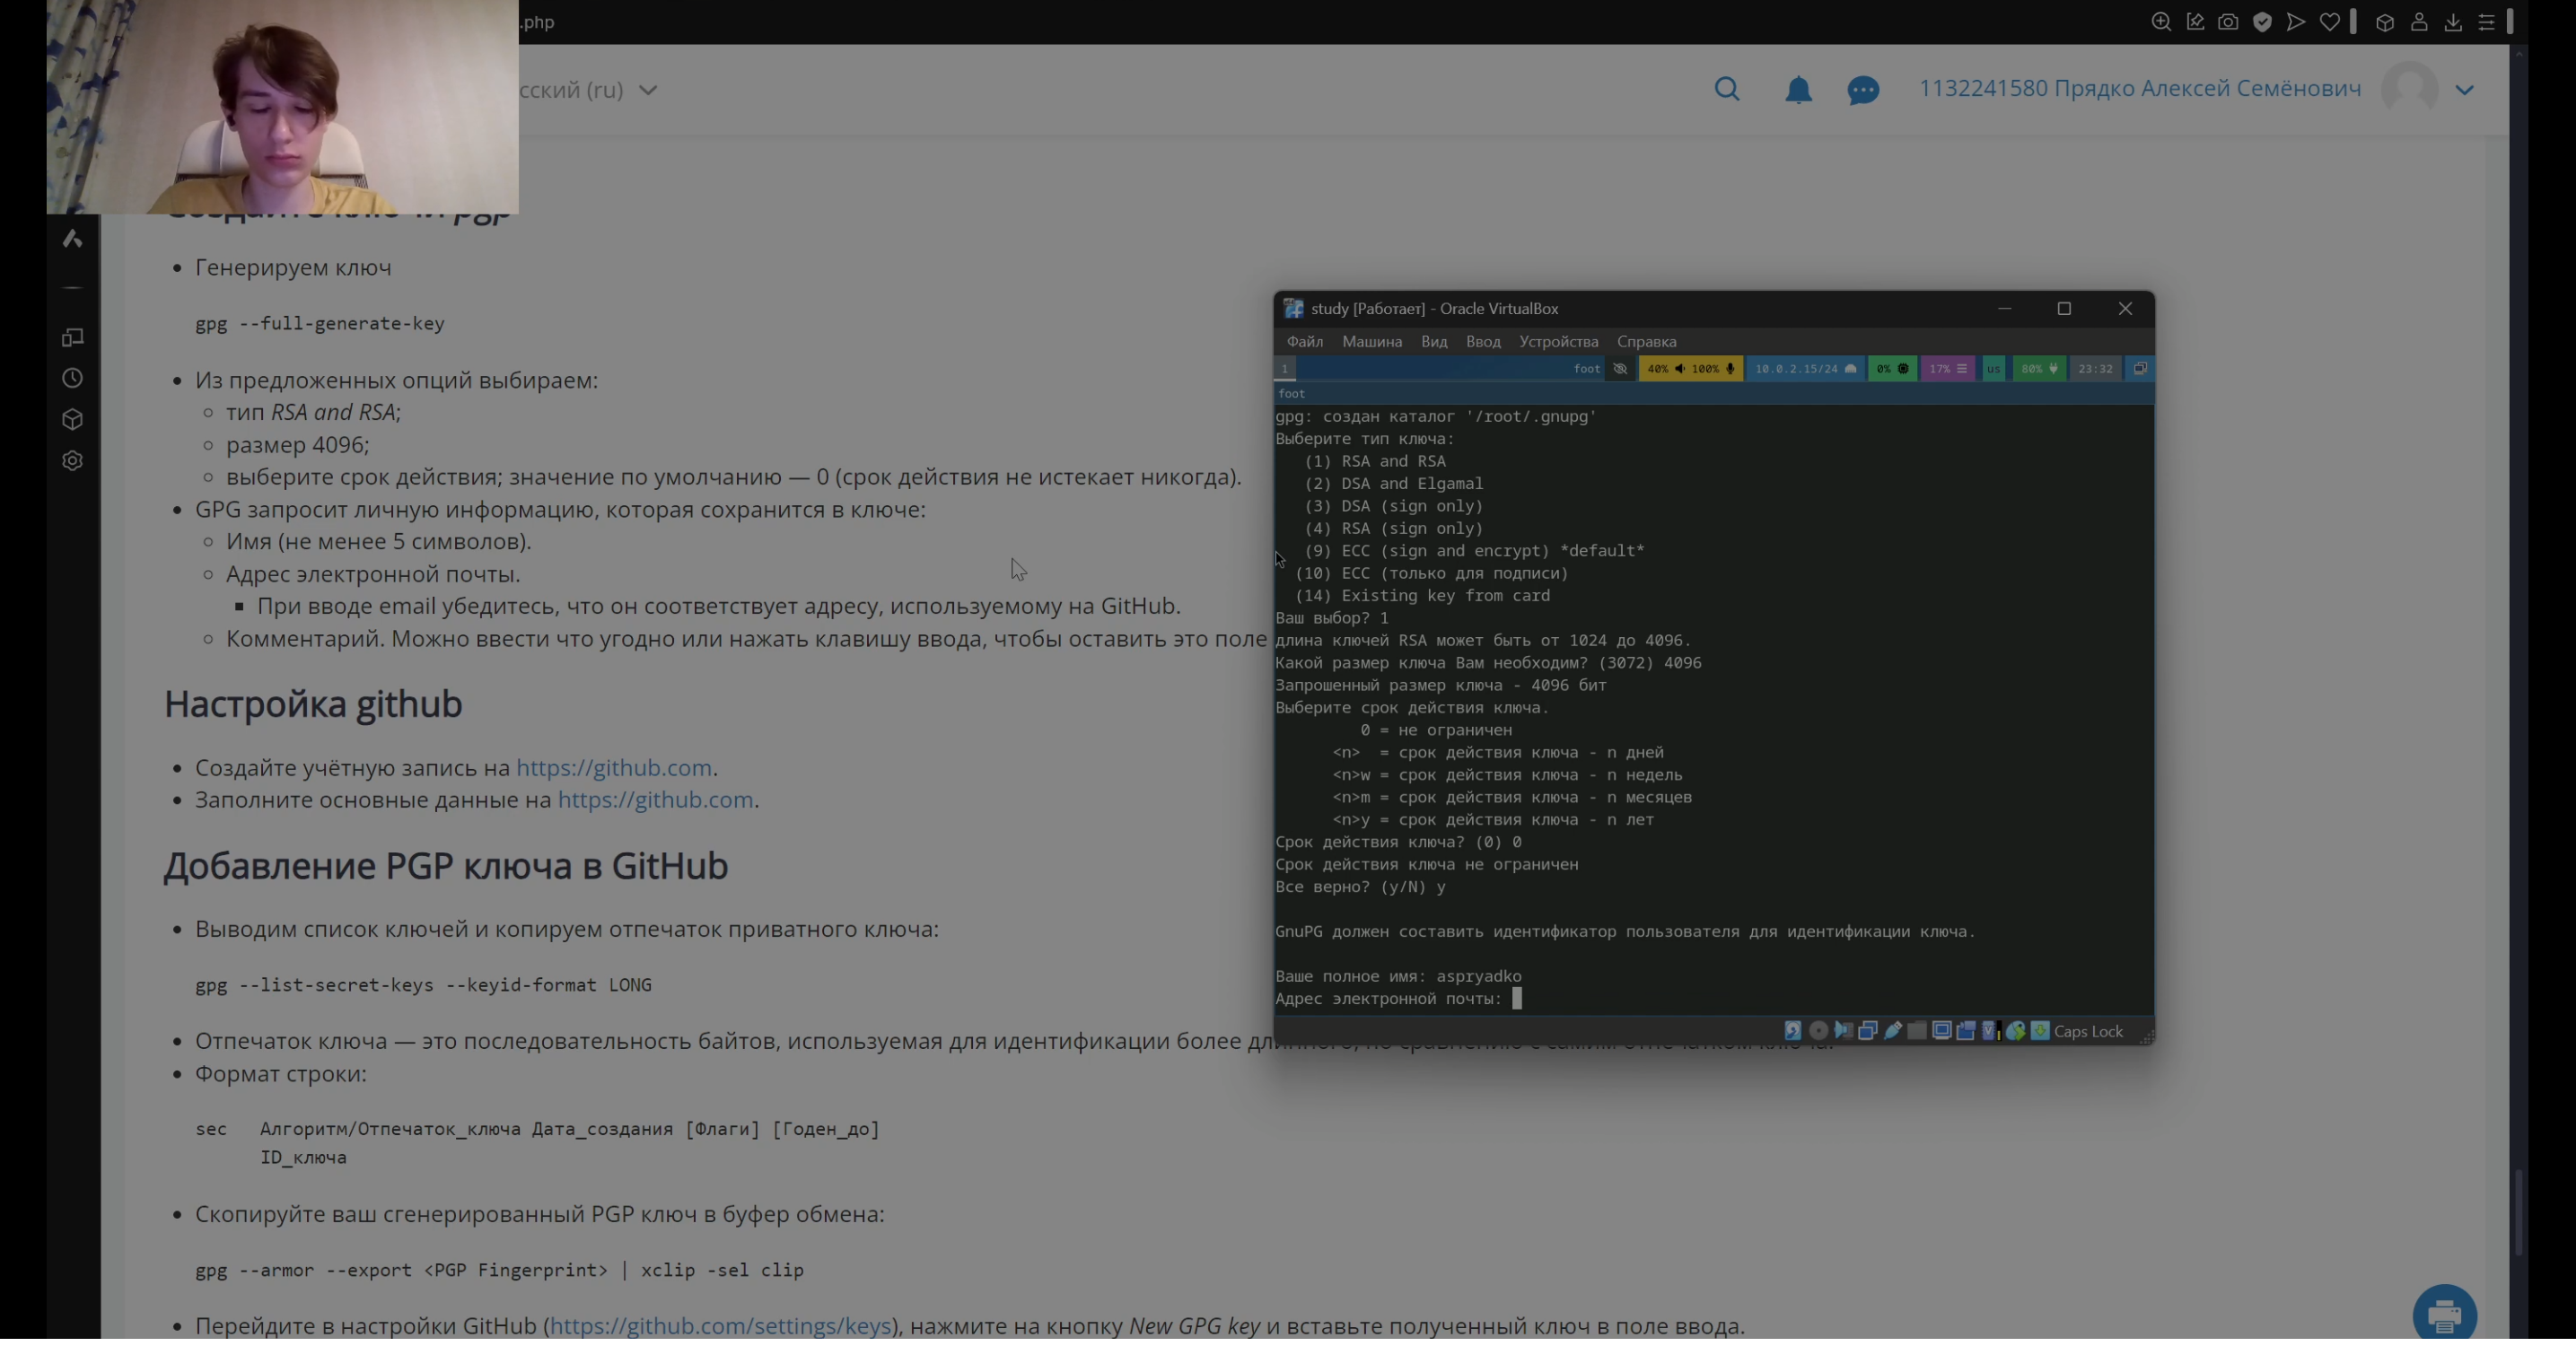 .php
сский (ru)
1132241580 Прядко Алексей Семёнович
Создайте ключи pgp
Генерируем ключ
gpg --full-generate-key
Из предложенных опций выбираем:
тип RSA and RSA;
размер 4096;
выберите срок действия; значение по умолчанию — 0 (срок действия не истекает никогда).
GPG запросит личную информацию, которая сохранится в ключе:
Имя (не менее 5 символов).
Адрес электронной почты.
При вводе email убедитесь, что он соответствует адресу, используемому на GitHub.
Комментарий. Можно ввести что угодно или нажать клавишу ввода, чтобы оставить это поле
Настройка github
Создайте учётную запись на https://github.com.
Заполните основные данные на https://github.com.
Добавление PGP ключа в GitHub
Выводим список ключей и копируем отпечаток приватного ключа:
gpg --list-secret-keys --keyid-format LONG
Отпечаток ключа — это последовательность байтов, используемая для идентификации более длинного, по сравнению с самим отпечатком ключа.
Формат строки:
sec Алгоритм/Отпечаток_ключа Дата_создания [Флаги] [Годен_до]
ID_ключа
Скопируйте ваш сгенерированный PGP ключ в буфер обмена:
gpg --armor --export <PGP Fingerprint> | xclip -sel clip
Перейдите в настройки GitHub (https://github.com/settings/keys), нажмите на кнопку New GPG key и вставьте полученный ключ в поле ввода.
study [Работает] - Oracle VirtualBox
Файл Машина Вид Ввод Устройства Справка
1 foot 40% 100% 10.0.2.15/24 0% 17% us 80% 23:32
foot
gpg: создан каталог '/root/.gnupg'
Выберите тип ключа:
(1) RSA and RSA
(2) DSA and Elgamal
(3) DSA (sign only)
(4) RSA (sign only)
(9) ECC (sign and encrypt) *default*
(10) ECC (только для подписи)
(14) Existing key from card
Ваш выбор? 1
длина ключей RSA может быть от 1024 до 4096.
Какой размер ключа Вам необходим? (3072) 4096
Запрошенный размер ключа - 4096 бит
Выберите срок действия ключа.
0 = не ограничен
<n> = срок действия ключа - n дней
<n>w = срок действия ключа - n недель
<n>m = срок действия ключа - n месяцев
<n>y = срок действия ключа - n лет
Срок действия ключа? (0) 0
Срок действия ключа не ограничен
Все верно? (y/N) y
GnuPG должен составить идентификатор пользователя для идентификации ключа.
Ваше полное имя: aspryadko
Адрес электронной почты:
Caps Lock